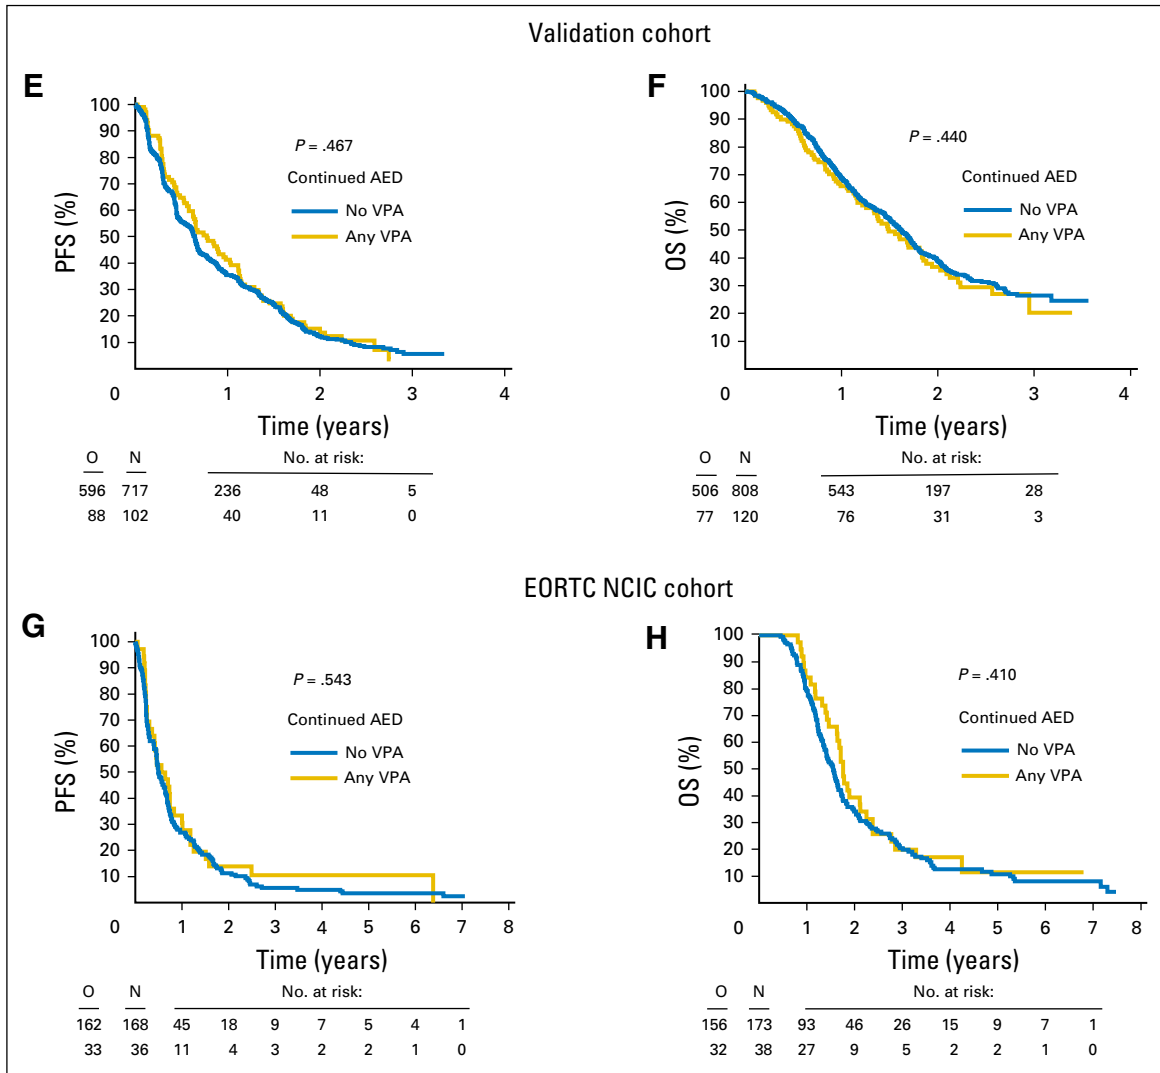 Validation cohort
E
PFS (%)
100
90
80
70
60
50
40
30
20
10
0 1 2 3 4
Time (years)
P = .467
Continued AED
No VPA
Any VPA
O N No. at risk:
596 717 236 48 5
88 102 40 11 0
F
OS (%)
100
90
80
70
60
50
40
30
20
10
0 1 2 3 4
Time (years)
P = .440
Continued AED
No VPA
Any VPA
O N No. at risk:
506 808 543 197 28
77 120 76 31 3
EORTC NCIC cohort
G
PFS (%)
100
90
80
70
60
50
40
30
20
10
0 1 2 3 4 5 6 7 8
Time (years)
P = .543
Continued AED
No VPA
Any VPA
O N No. at risk:
162 168 45 18 9 7 5 4 1
33 36 11 4 3 2 2 1 0
H
OS (%)
100
90
80
70
60
50
40
30
20
10
0 1 2 3 4 5 6 7 8
Time (years)
P = .410
Continued AED
No VPA
Any VPA
O N No. at risk:
156 173 93 46 26 15 9 7 1
32 38 27 9 5 2 2 1 0